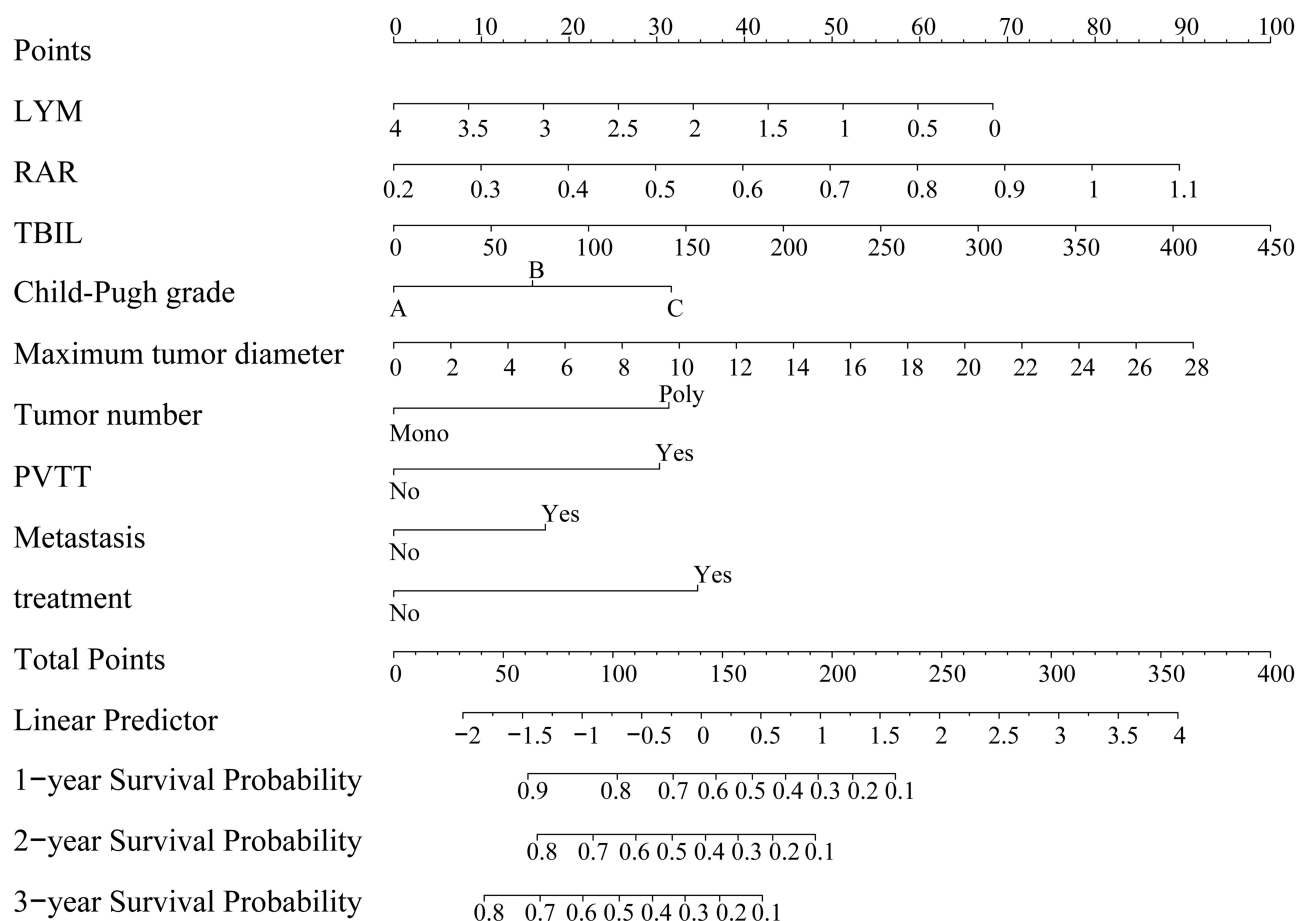 0 10 20 30 40 50 60 70 80 90 100
Points
LYM
4 3.5 3 2.5 2 1.5 1 0.5 0
RAR
0.2 0.3 0.4 0.5 0.6 0.7 0.8 0.9 1 1.1
TBIL
0 50 100 150 200 250 300 350 400 450
B
Child-Pugh grade
A C
Maximum tumor diameter
0 2 4 6 8 10 12 14 16 18 20 22 24 26 28
Poly
Tumor number
Mono
Yes
PVTT
No
Yes
Metastasis
No
Yes
treatment
No
Total Points
0 50 100 150 200 250 300 350 400
Linear Predictor
−2 −1.5 −1 −0.5 0 0.5 1 1.5 2 2.5 3 3.5 4
1−year Survival Probability
0.9 0.8 0.7 0.6 0.5 0.4 0.3 0.2 0.1
2−year Survival Probability
0.8 0.7 0.6 0.5 0.4 0.3 0.2 0.1
3−year Survival Probability
0.8 0.7 0.6 0.5 0.4 0.3 0.2 0.1